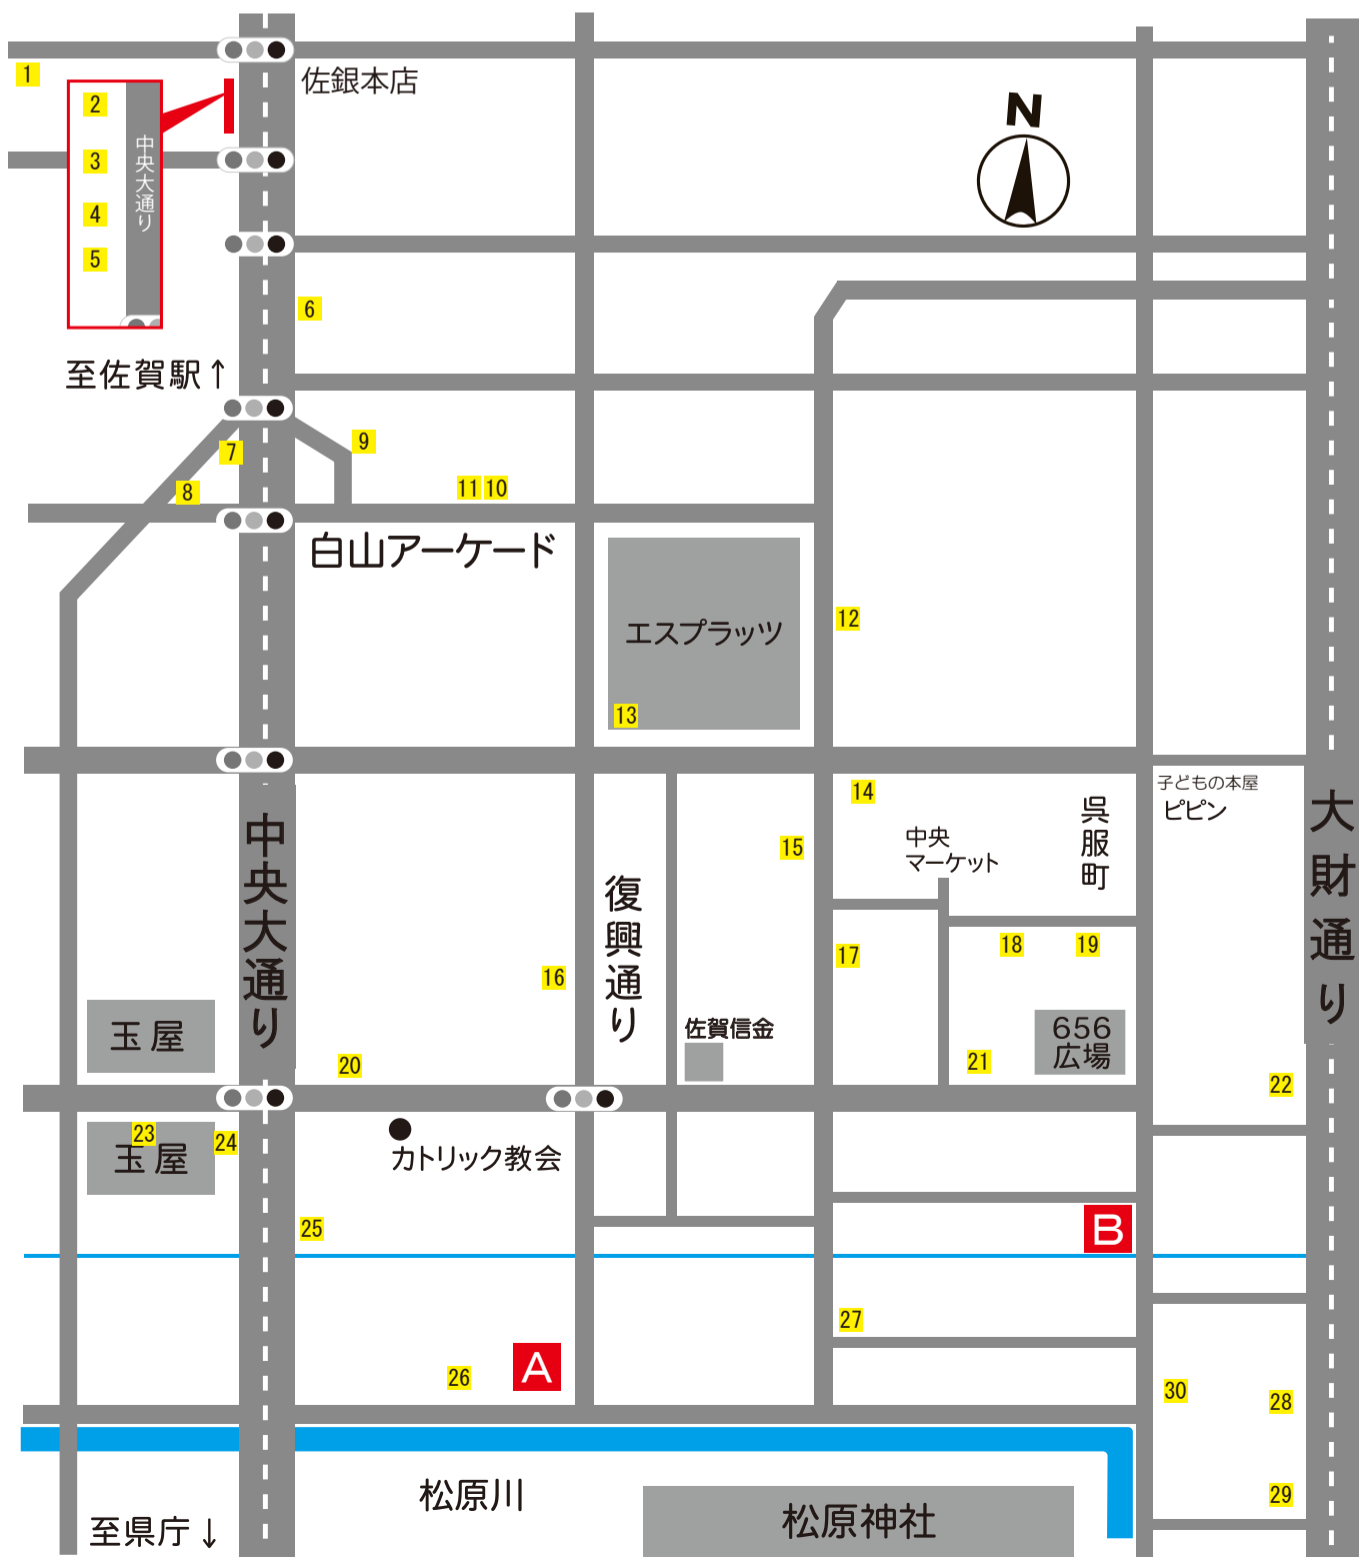 佐銀本店
1
2
3
4
5
中央大通り
N
6
至佐賀駅↑
7
8
9
11 10
白山アーケード
エスプラッツ
12
13
14
子どもの本屋
ピピン
呉服町
大財通り
15
中央
マーケット
中央大通り
復興通り
16
17
18
19
佐賀信金
656
広場
玉屋
20
21
22
23
玉屋
24
カトリック教会
25
B
27
A
26
30
28
29
松原川
松原神社
至県庁↓